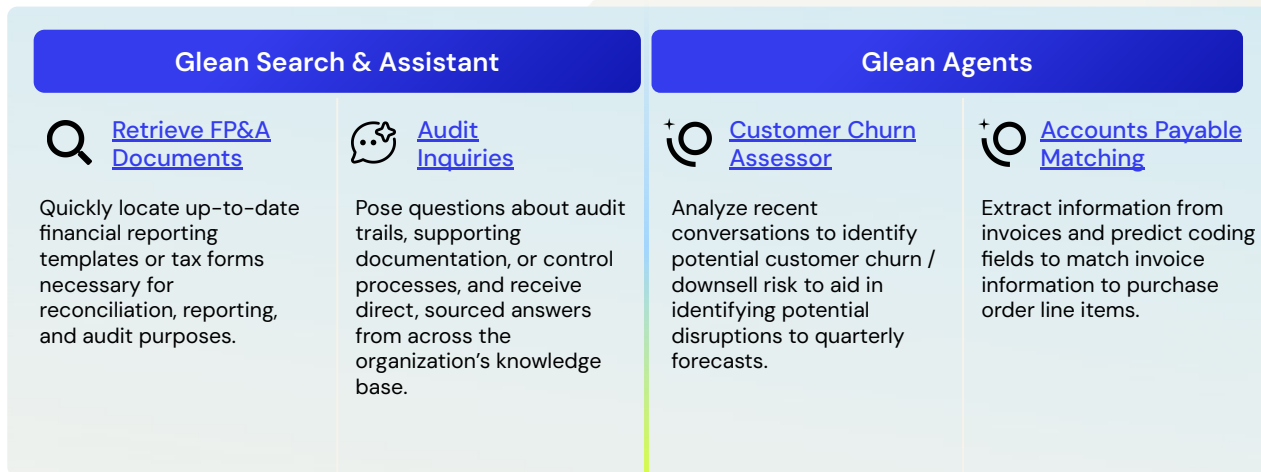 Glean Search & Assistant
Retrieve FP&A
Documents
Quickly locate up-to-date
financial reporting
templates or tax forms
necessary for
reconciliation, reporting,
and audit purposes.
Audit
Inquiries
Pose questions about audit
trails, supporting
documentation, or control
processes, and receive
direct, sourced answers
from across the
organization’s knowledge
base.
Glean Agents
Customer Churn
Assessor
Analyze recent
conversations to identify
potential customer churn /
downsell risk to aid in
identifying potential
disruptions to quarterly
forecasts.
Accounts Payable
Matching
Extract information from
invoices and predict coding
fields to match invoice
information to purchase
order line items.